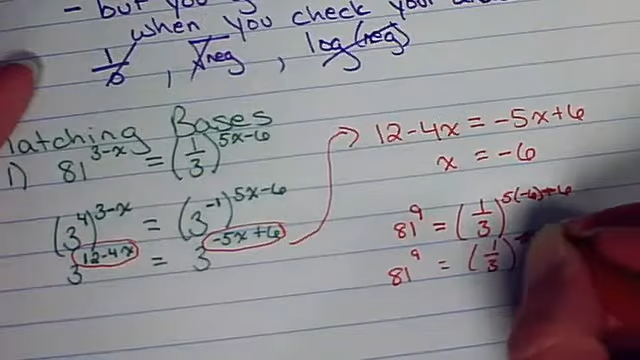 - but you
when you check your
1/0 , √neg , log(neg)
Matching Bases
1) 81^(3-x) = (1/3)^(5x-6)
(3^4)^(3-x) = (3^-1)^(5x-6)
3^(12-4x) = 3^(-5x+6)
12-4x = -5x+6
x = -6
81^9 = (1/3)^(5(-6)+6)
81^9 = (1/3)